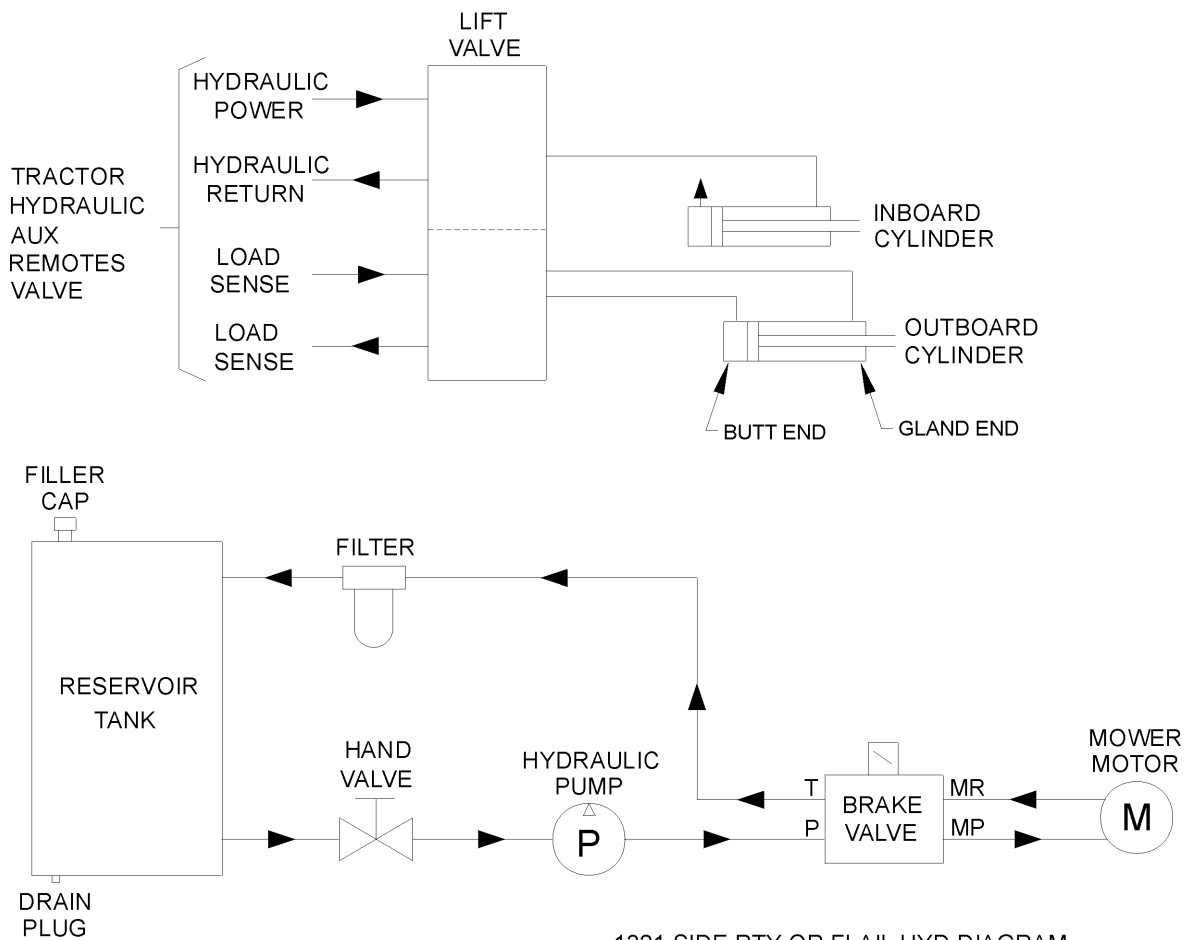 LIFT
VALVE
HYDRAULIC
POWER
HYDRAULIC
RETURN
TRACTOR
HYDRAULIC
AUX
REMOTES
VALVE
LOAD
SENSE
LOAD
SENSE
INBOARD
CYLINDER
OUTBOARD
CYLINDER
BUTT END
GLAND END
FILLER
CAP
FILTER
RESERVOIR
TANK
HAND
VALVE
HYDRAULIC
PUMP
P
T
P
BRAKE
VALVE
MR
MP
MOWER
MOTOR
M
DRAIN
PLUG